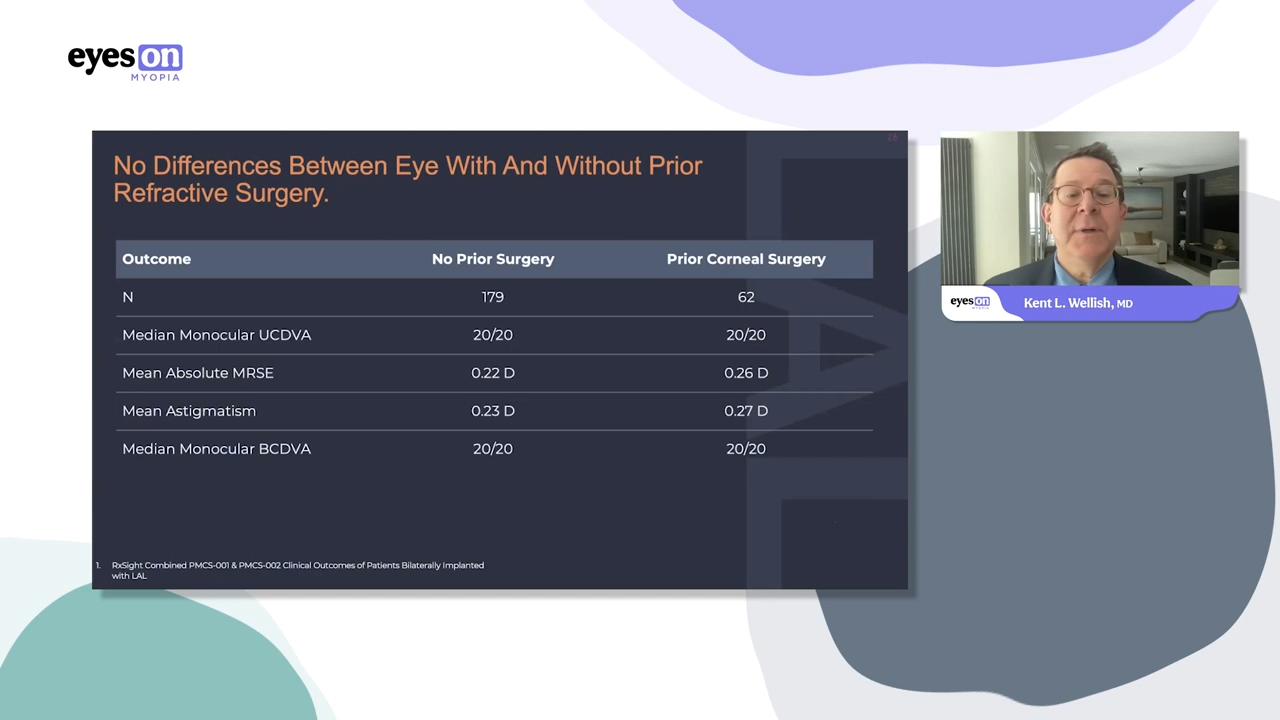 eyes on
MYOPIA
28
No Differences Between Eye With And Without Prior
Refractive Surgery.
Outcome No Prior Surgery Prior Corneal Surgery
N 179 62
Median Monocular UCDVA 20/20 20/20
Mean Absolute MRSE 0.22 D 0.26 D
Mean Astigmatism 0.23 D 0.27 D
Median Monocular BCDVA 20/20 20/20
1. RxSight Combined PMCS-001 & PMCS-002 Clinical Outcomes of Patients Bilaterally Implanted
with LAL
LAL
eyes on
MYOPIA
Kent L. Wellish, MD